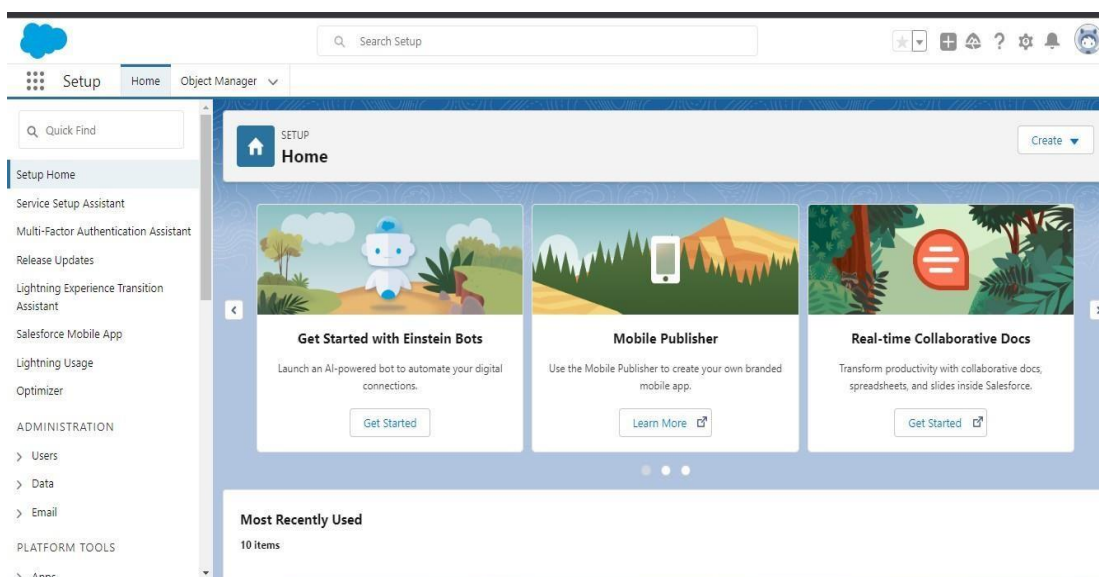 Search Setup
Setup
Home
Object Manager
Quick Find
Setup Home
Service Setup Assistant
Multi-Factor Authentication Assistant
Release Updates
Lightning Experience Transition
Assistant
Salesforce Mobile App
Lightning Usage
Optimizer
ADMINISTRATION
Users
Data
Email
PLATFORM TOOLS
Apps
SETUP
Home
Create
Get Started with Einstein Bots
Launch an AI-powered bot to automate your digital
connections.
Get Started
Mobile Publisher
Use the Mobile Publisher to create your own branded
mobile app.
Learn More
Real-time Collaborative Docs
Transform productivity with collaborative docs,
spreadsheets, and slides inside Salesforce.
Get Started
Most Recently Used
10 items